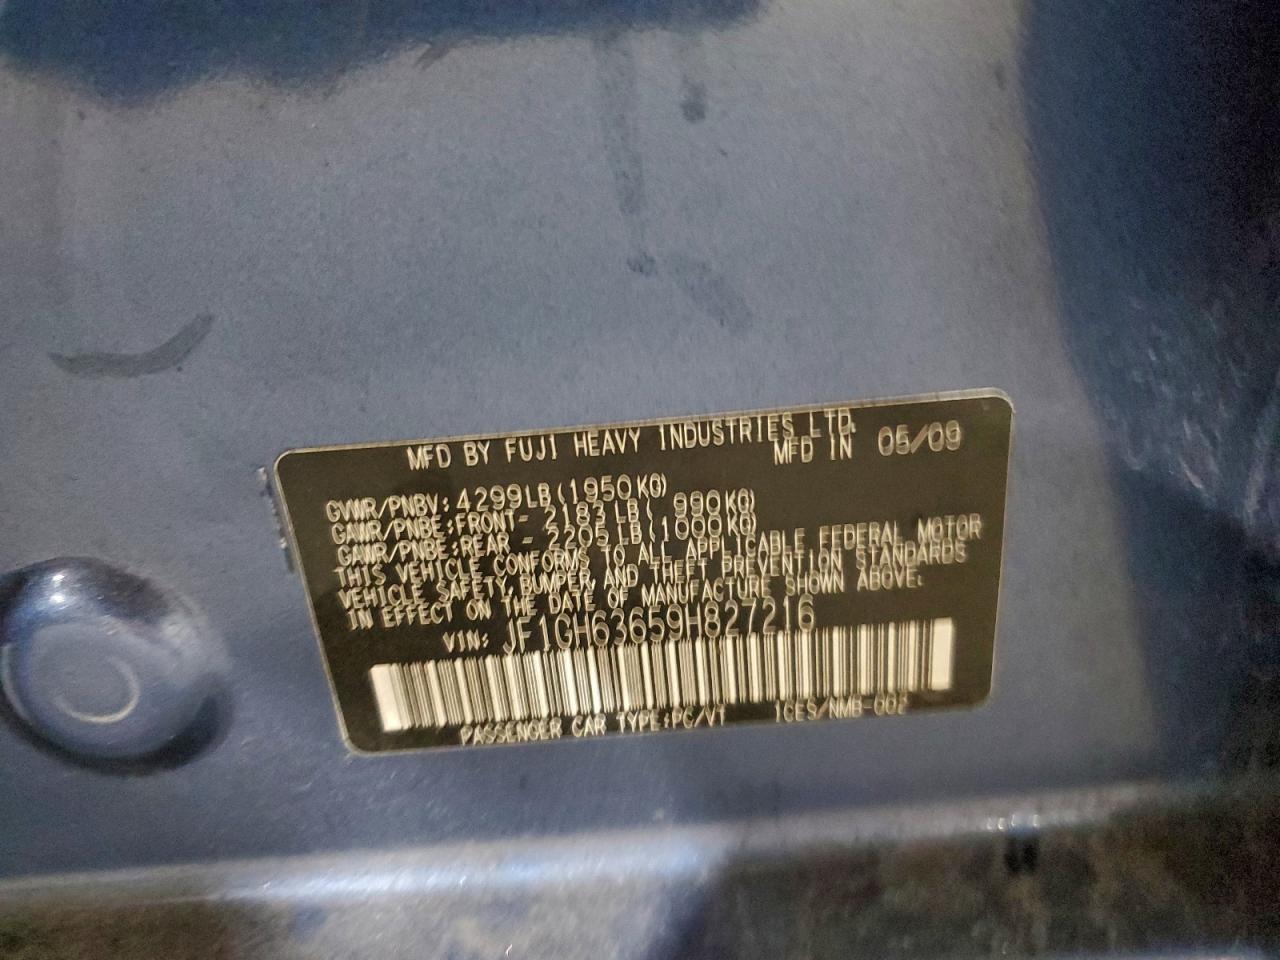 MFD BY FUJI HEAVY INDUSTRIES LTD.
MFD IN 05/09
GVWR/PNBV: 4299LB(1950KG)
GAWR/PNBE:FRONT- 2183LB( 990KG)
GAWR/PNBE:REAR - 2205LB(1000KG)
THIS VEHICLE CONFORMS TO ALL APPLICABLE FEDERAL MOTOR
VEHICLE SAFETY, BUMPER, AND THEFT PREVENTION STANDARDS
IN EFFECT ON THE DATE OF MANUFACTURE SHOWN ABOVE.
VIN: JF1GH63659H827216
PASSENGER CAR TYPE:PC/V1 1CES/NMB-002